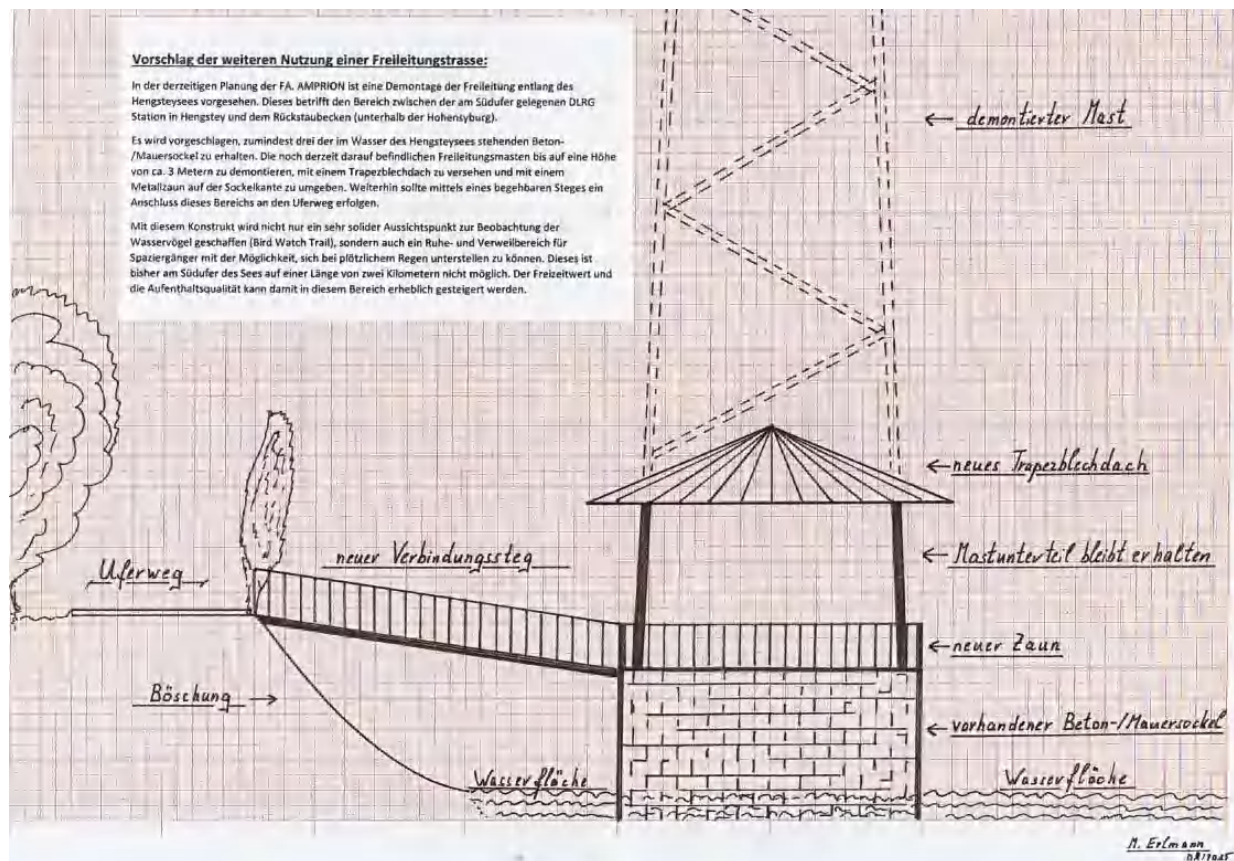 Vorschlag der weiteren Nutzung einer Freileitungstrasse:
In der derzeitigen Planung der FA. AMPRION ist eine Demontage der Freileitung entlang des
Hengsteysees vorgesehen. Dieses betrifft den Bereich zwischen der am Südufer gelegenen DLRG
Station in Hengstey und dem Rückstaubecken (unterhalb der Hohensyburg).
Es wird vorgeschlagen, zumindest drei der im Wasser des Hengsteysees stehenden Beton-
/Mauersockel zu erhalten. Die noch derzeit darauf befindlichen Freileitungsmasten bis auf eine Höhe
von ca. 3 Metern zu demontieren, mit einem Trapezblechdach zu versehen und mit einem
Metallzaun auf der Sockelkante zu umgeben. Weiterhin sollte mittels eines begehbaren Steges ein
Anschluss dieses Bereichs an den Uferweg erfolgen.
Mit diesem Konstrukt wird nicht nur ein sehr solider Aussichtspunkt zur Beobachtung der
Wasservögel geschaffen (Bird Watch Trail), sondern auch ein Ruhe- und Verweilbereich für
Spaziergänger mit der Möglichkeit, sich bei plötzlichem Regen unterstellen zu können. Dieses ist
bisher am Südufer des Sees auf einer Länge von zwei Kilometern nicht möglich. Der Freizeitwert und
die Aufenthaltsqualität kann damit in diesem Bereich erheblich gesteigert werden.
← demontierter Mast
← neues Trapezblechdach
neuer Verbindungssteg
← Mastunterteil bleibt erhalten
Uferweg
← neuer Zaun
Böschung →
← vorhandener Beton-/Mauersockel
Wasserfläche
Wasserfläche
M. Erlmann